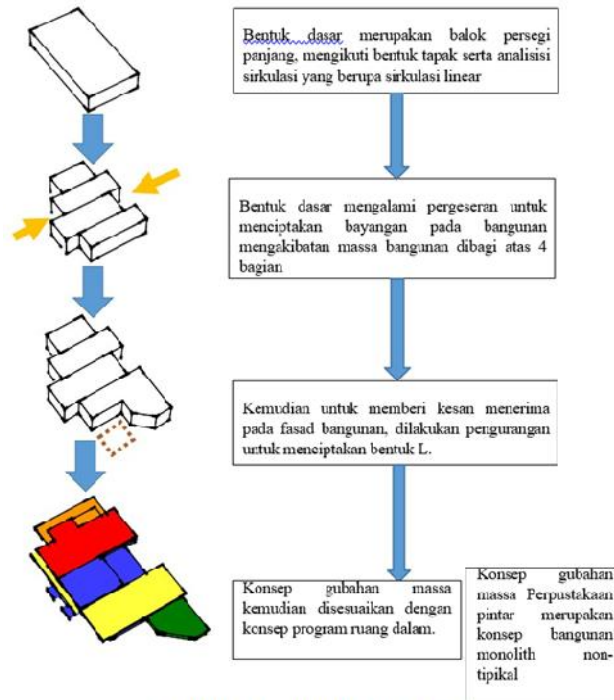 Bentuk dasar merupakan balok persegi
panjang, mengikuti bentuk tapak serta analisisi
sirkulasi yang berupa sirkulasi linear
Bentuk dasar mengalami pergeseran untuk
menciptakan bayangan pada bangunan
mengakibatan massa bangunan dibagi atas 4
bagian
Kemudian untuk memberi kesan menerima
pada fasad bangunan, dilakukan pengurangan
untuk menciptakan bentuk L.
Konsep gubahan massa
kemudian disesuaikan dengan
konsep program ruang dalam.
Konsep gubahan
massa Perpustakaan
pintar merupakan
konsep bangunan
monolith non-
tipikal